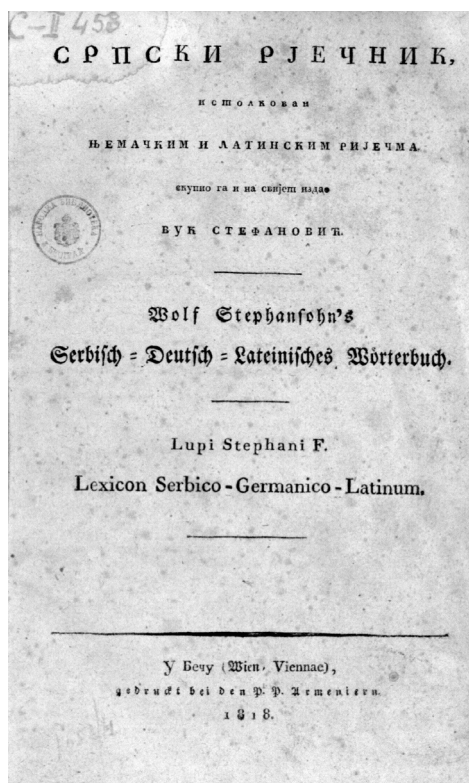 C-II 458
СРПСКИ РЈЕЧНИК,
истолкован
ЊЕМАЧКИМ И ЛАТИНСКИМ РИЈЕЧМА.
скупио га и на свијет издао
ВУК СТЕФАНОВИЋ.
Wolf Stephansohn's
Serbisch-Deutsch-Lateinisches Wörterbuch.
Lupi Stephani F.
Lexicon Serbico-Germanico-Latinum.
У Бечу (Wien, Viennae),
gedruckt bei den P. P. Armeniern.
1818.